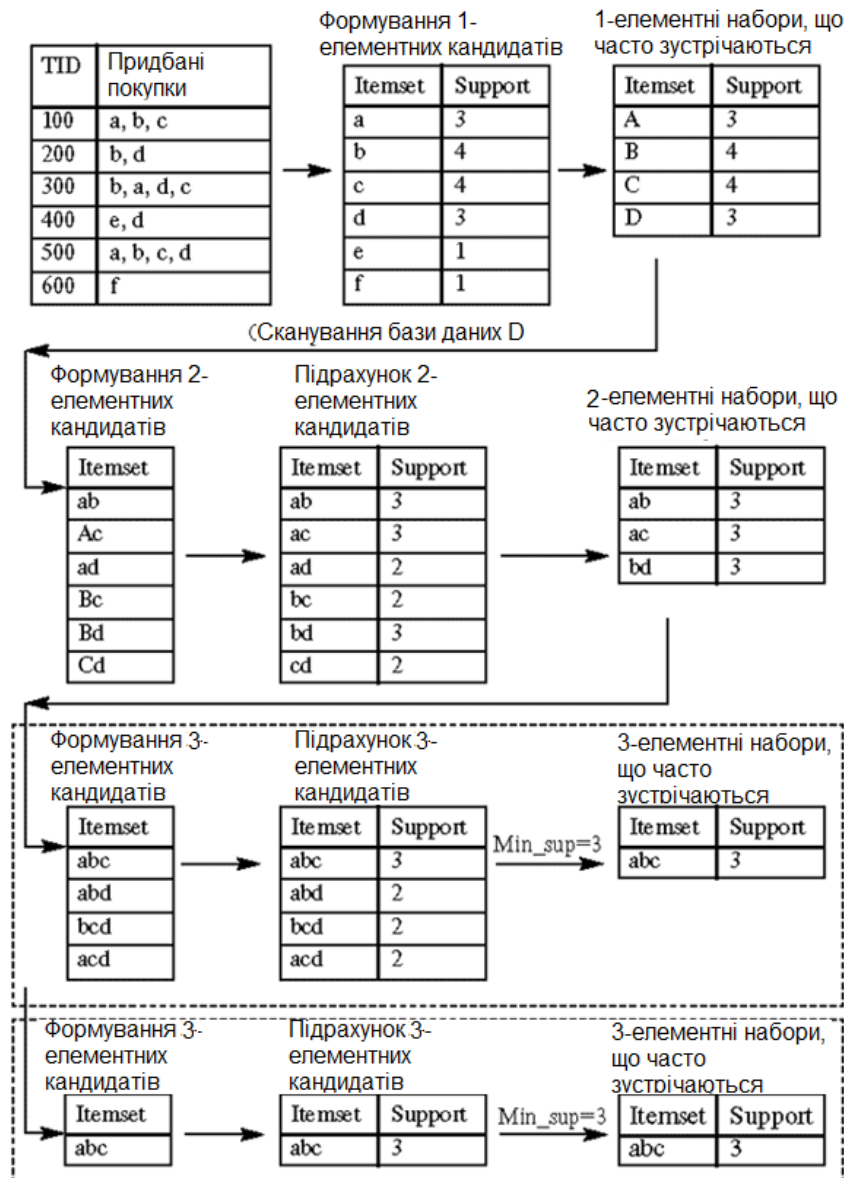 Формування 1-
елементних кандидатів
1-елементні набори, що
часто зустрічаються
TID Придбані
покупки
100 a, b, c
200 b, d
300 b, a, d, c
400 e, d
500 a, b, c, d
600 f
Itemset Support
a 3
b 4
c 4
d 3
e 1
f 1
Itemset Support
A 3
B 4
C 4
D 3
(Сканування бази даних D
Формування 2-
елементних
кандидатів
Підрахунок 2-
елементних
кандидатів
2-елементні набори, що
часто зустрічаються
Itemset
ab
Ac
ad
Bc
Bd
Cd
Itemset Support
ab 3
ac 3
ad 2
bc 2
bd 3
cd 2
Itemset Support
ab 3
ac 3
bd 3
Формування 3-
елементних
кандидатів
Підрахунок 3-
елементних
кандидатів
3-елементні набори,
що часто
зустрічаються
Itemset
abc
abd
bcd
acd
Itemset Support
abc 3
abd 2
bcd 2
acd 2
Min_sup=3
Itemset Support
abc 3
Формування 3-
елементних
кандидатів
Підрахунок 3-
елементних
кандидатів
3-елементні набори,
що часто
зустрічаються
Itemset
abc
Itemset Support
abc 3
Min_sup=3
Itemset Support
abc 3